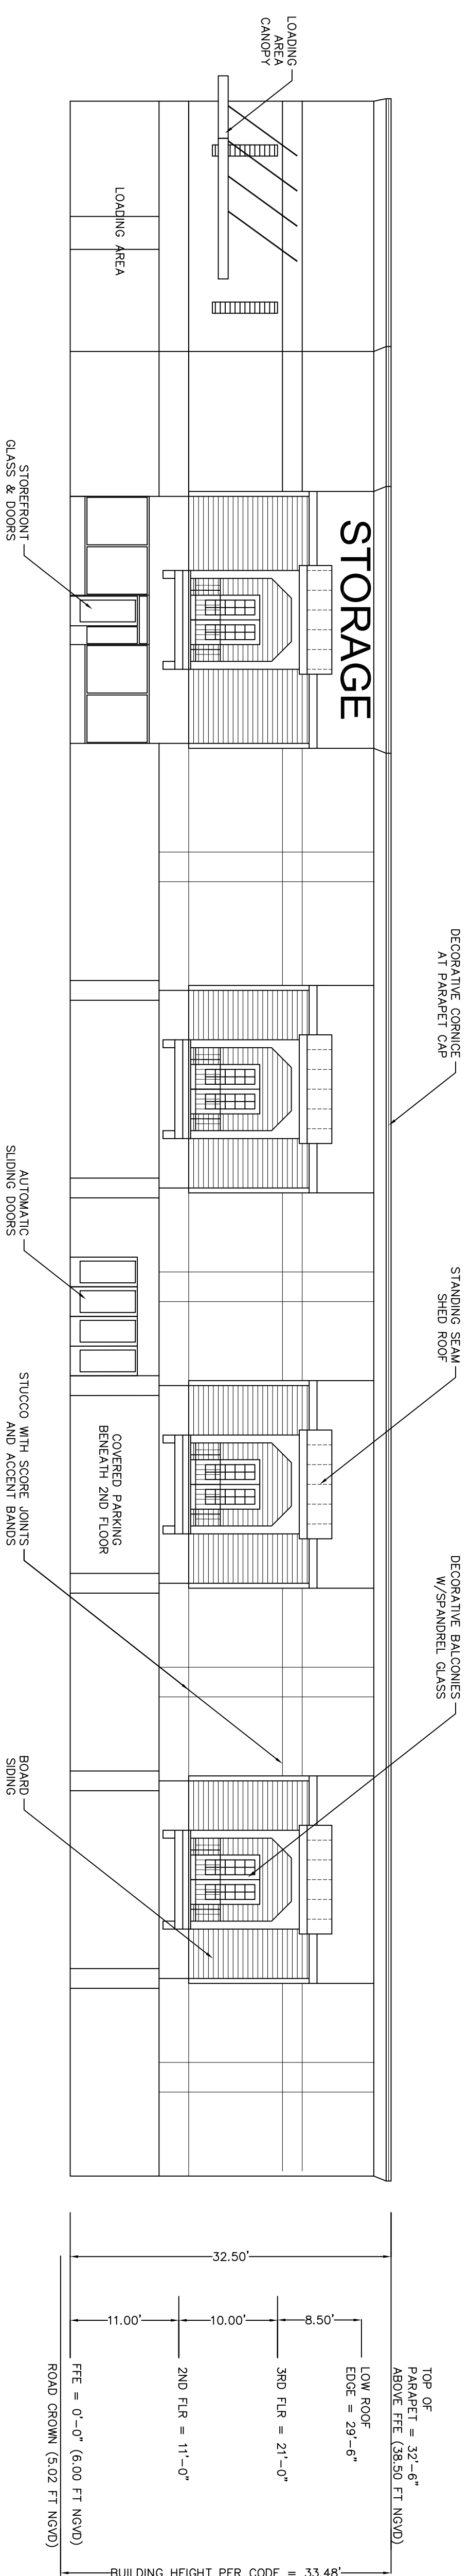 LOADING
AREA
CANOPY
LOADING AREA
STOREFRONT
GLASS & DOORS
STORAGE
DECORATIVE CORNICE
AT PARAPET CAP
AUTOMATIC
SLIDING DOORS
STANDING SEAM
SHED ROOF
COVERED PARKING
BENEATH 2ND FLOOR
STUCCO WITH SCORE JOINTS
AND ACCENT BANDS
DECORATIVE BALCONIES
W/SPANDREL GLASS
BOARD
SIDING
32.50'
11.00'
10.00'
8.50'
TOP OF
PARAPET = 32'-6"
ABOVE FFE (38.50 FT NGVD)
LOW ROOF
EDGE = 29'-6"
3RD FLR = 21'-0"
2ND FLR = 11'-0"
FFE = 0'-0" (6.00 FT NGVD)
ROAD CROWN (5.02 FT NGVD)
BUILDING HEIGHT PER CODE = 33.48'